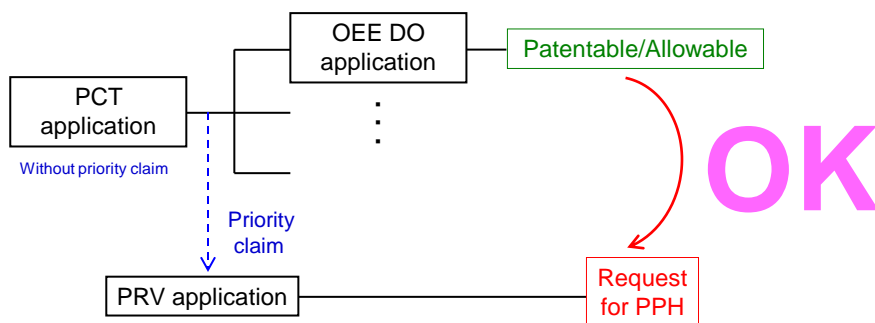 OEE DO
application
Patentable/Allowable
PCT
application
Without priority claim
OK
Priority
claim
PRV application
Request
for PPH